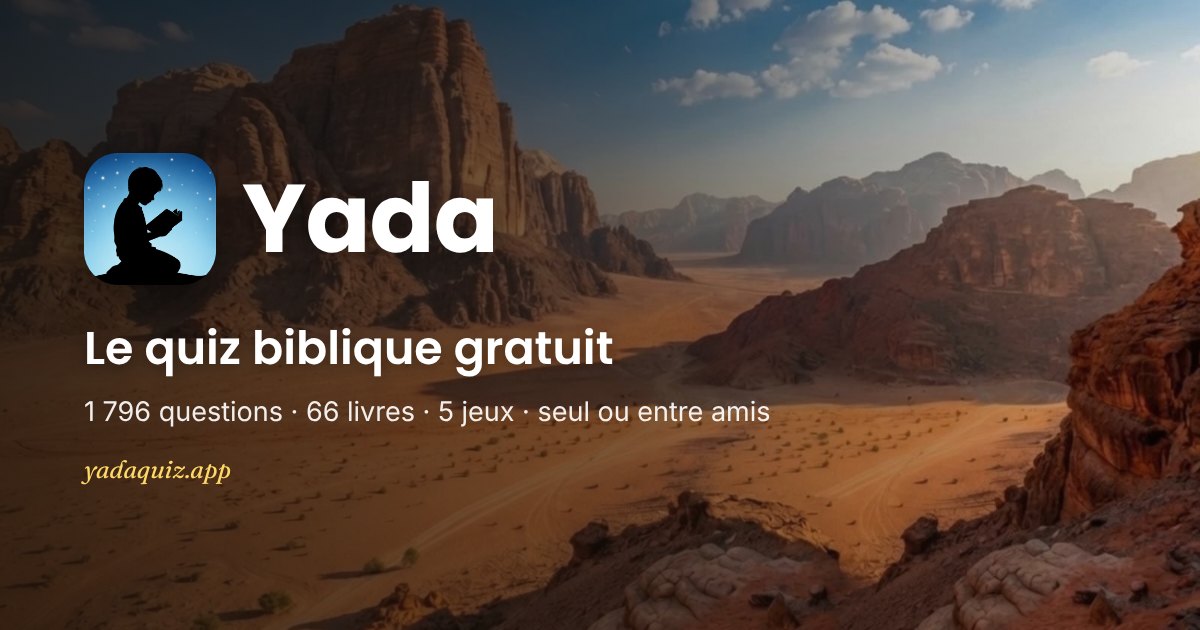 Yada
Le quiz biblique gratuit
1 796 questions · 66 livres · 5 jeux · seul ou entre amis
yadaquiz.app